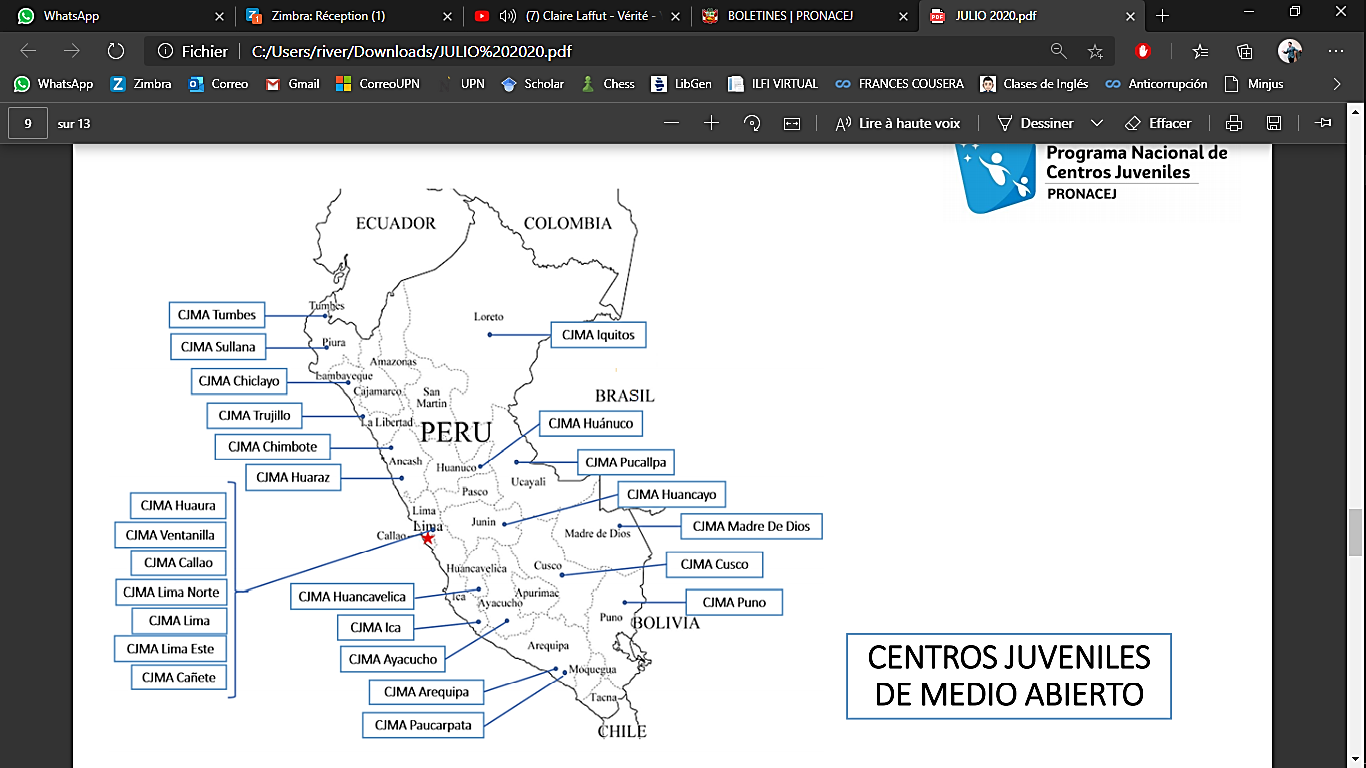 WhatsApp
Zimbra: Réception (1)
(7) Claire Laffut - Vérité -
BOLETINES | PRONACEJ
JULIO 2020.pdf
Fichier
C:/Users/river/Downloads/JULIO%202020.pdf
WhatsApp
Zimbra
Correo
Gmail
CorreoUPN
UPN
Scholar
Chess
LibGen
ILFI VIRTUAL
FRANCES COUSERA
Clases de Inglés
Anticorrupción
Minjus
9
sur 13
Lire à haute voix
Dessiner
Effacer
Programa Nacional de
Centros Juveniles
PRONACEJ
ECUADOR
COLOMBIA
Tumbes
CJMA Tumbes
Loreto
CJMA Iquitos
CJMA Sullana
Piura
Amazonas
CJMA Chiclayo
Lambayeque
Cajamarco
San
Martin
BRASIL
CJMA Trujillo
La Libertad
PERU
CJMA Huánuco
CJMA Chimbote
Ancash
Huanuco
CJMA Pucallpa
CJMA Huaraz
Ucayali
Pasco
CJMA Huancayo
CJMA Huaura
Lima
Junin
Lima
CJMA Madre De Dios
CJMA Ventanilla
Callao
Madre de Dios
CJMA Callao
Huancavelica
Cusco
CJMA Cusco
CJMA Lima Norte
CJMA Huancavelica
Ica
Ayacucho
Apurimac
CJMA Puno
CJMA Lima
CJMA Ica
Puno
BOLIVIA
CJMA Lima Este
CJMA Ayacucho
Arequipa
CJMA Cañete
CJMA Arequipa
Moquegua
Tacna
CJMA Paucarpata
CHILE
CENTROS JUVENILES
DE MEDIO ABIERTO